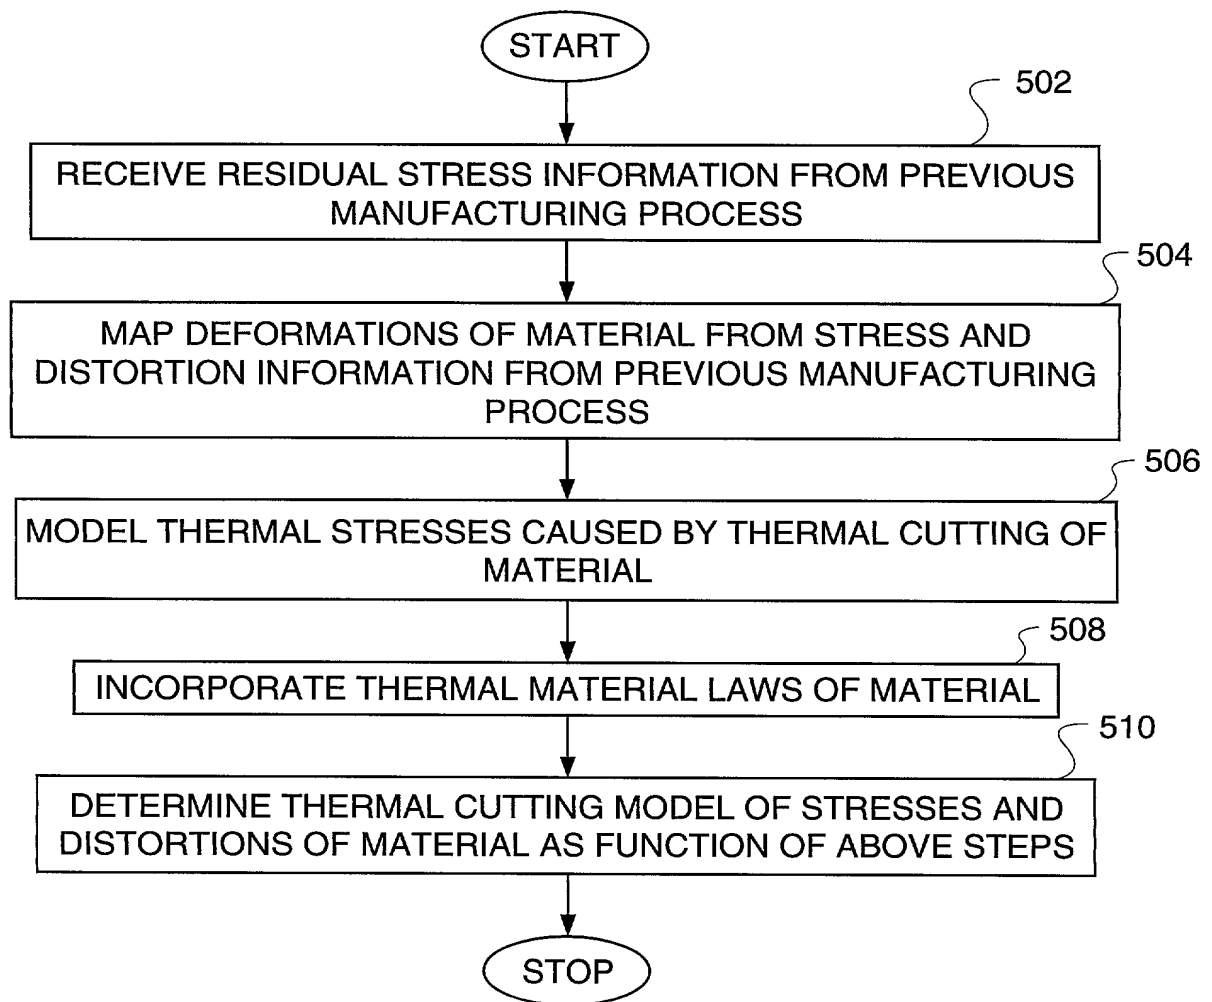 START
502
RECEIVE RESIDUAL STRESS INFORMATION FROM PREVIOUS
MANUFACTURING PROCESS
504
MAP DEFORMATIONS OF MATERIAL FROM STRESS AND
DISTORTION INFORMATION FROM PREVIOUS MANUFACTURING
PROCESS
506
MODEL THERMAL STRESSES CAUSED BY THERMAL CUTTING OF
MATERIAL
508
INCORPORATE THERMAL MATERIAL LAWS OF MATERIAL
510
DETERMINE THERMAL CUTTING MODEL OF STRESSES AND
DISTORTIONS OF MATERIAL AS FUNCTION OF ABOVE STEPS
STOP